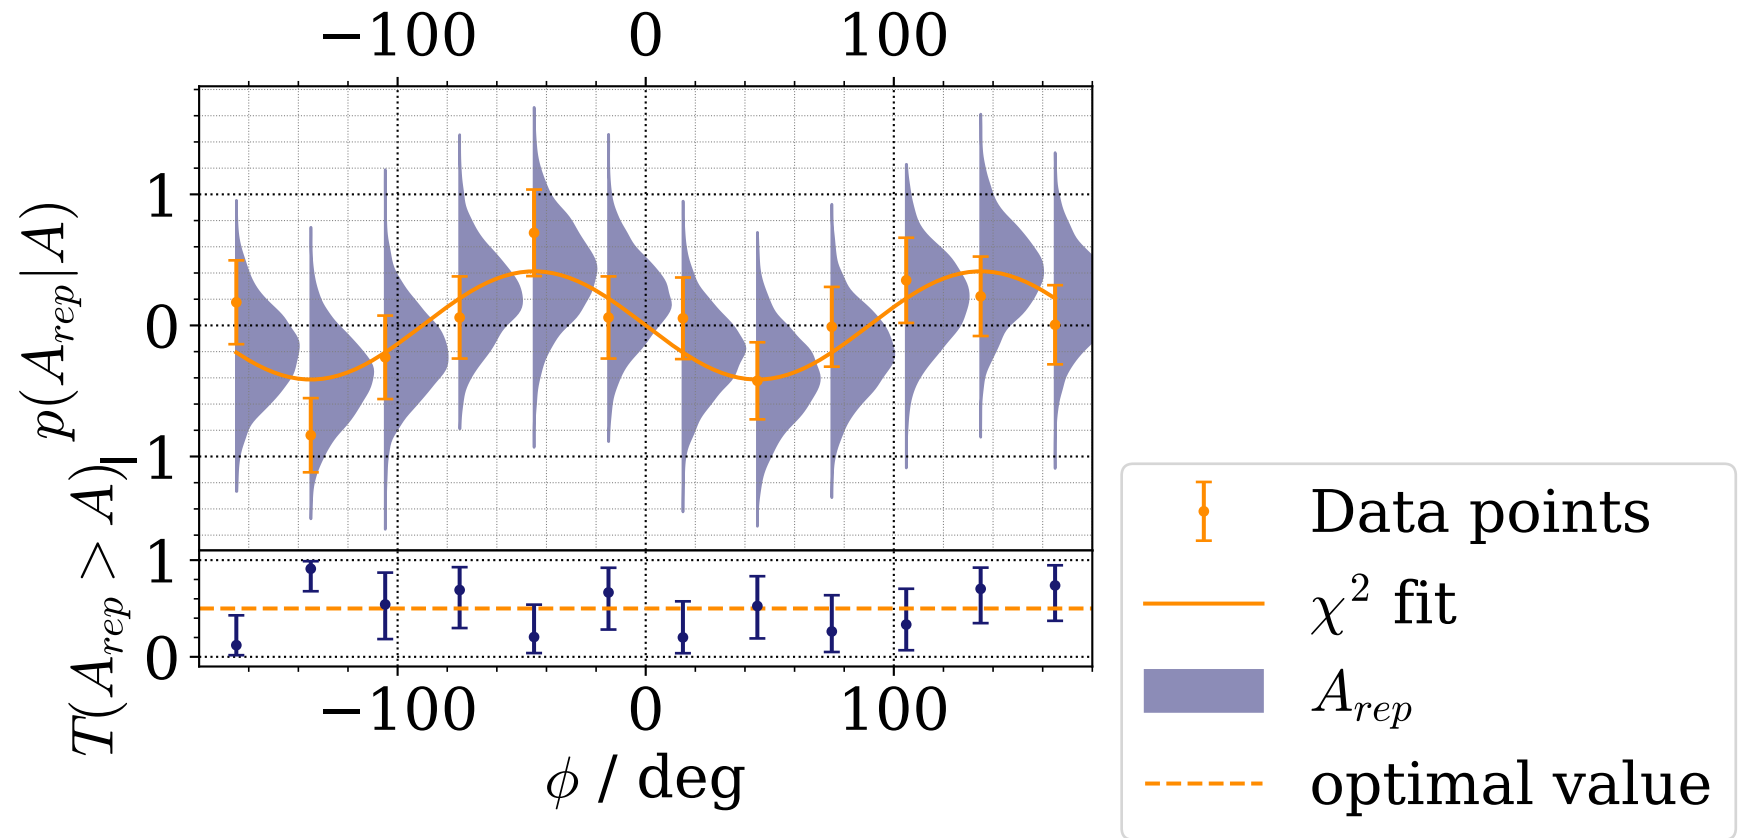 −100 0 100
p(A_rep|A)
1
0
−1
T(A_rep > A)
1
0
−100 0 100
ϕ / deg
Data points
χ² fit
A_rep
optimal value